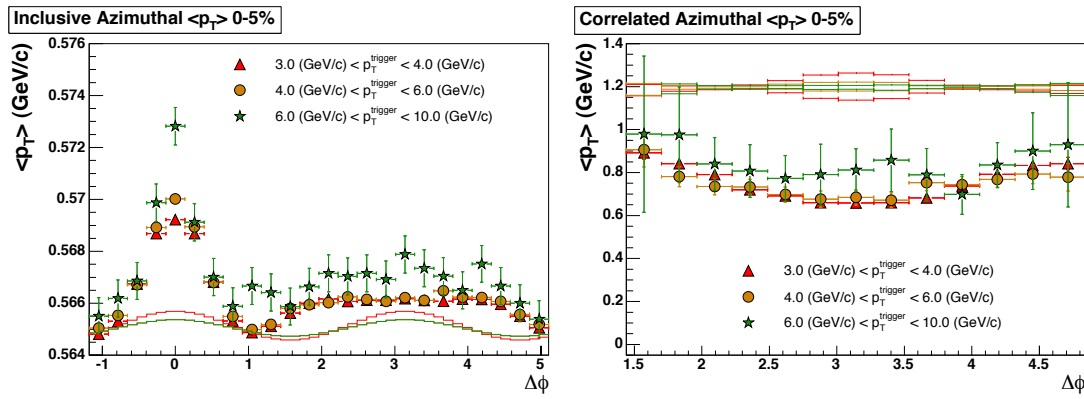 Inclusive Azimuthal <p_T> 0-5%
<p_T> (GeV/c)
0.576
0.574
0.572
0.57
0.568
0.566
0.564
3.0 (GeV/c) < p_T^trigger < 4.0 (GeV/c)
4.0 (GeV/c) < p_T^trigger < 6.0 (GeV/c)
6.0 (GeV/c) < p_T^trigger < 10.0 (GeV/c)
-1 0 1 2 3 4 5
Δϕ
Correlated Azimuthal <p_T> 0-5%
<p_T> (GeV/c)
1.4
1.2
1
0.8
0.6
0.4
0.2
0
3.0 (GeV/c) < p_T^trigger < 4.0 (GeV/c)
4.0 (GeV/c) < p_T^trigger < 6.0 (GeV/c)
6.0 (GeV/c) < p_T^trigger < 10.0 (GeV/c)
1.5 2 2.5 3 3.5 4 4.5
Δϕ